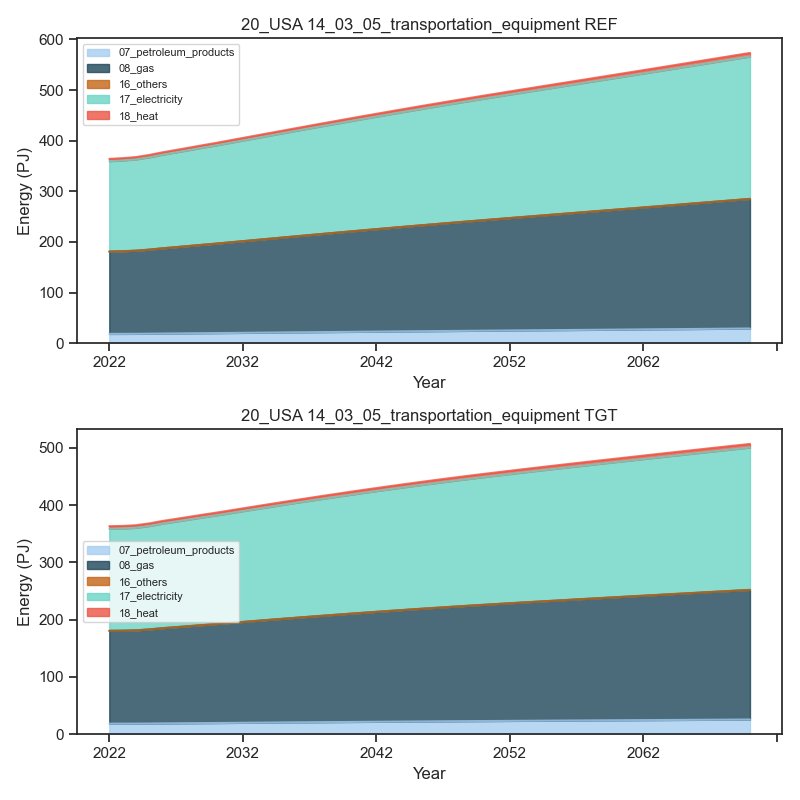 20_USA 14_03_05_transportation_equipment REF
600
500
400
300
200
100
0
Energy (PJ)
07_petroleum_products
08_gas
16_others
17_electricity
18_heat
2022
2032
2042
2052
2062
Year
20_USA 14_03_05_transportation_equipment TGT
500
400
300
200
100
0
Energy (PJ)
07_petroleum_products
08_gas
16_others
17_electricity
18_heat
2022
2032
2042
2052
2062
Year